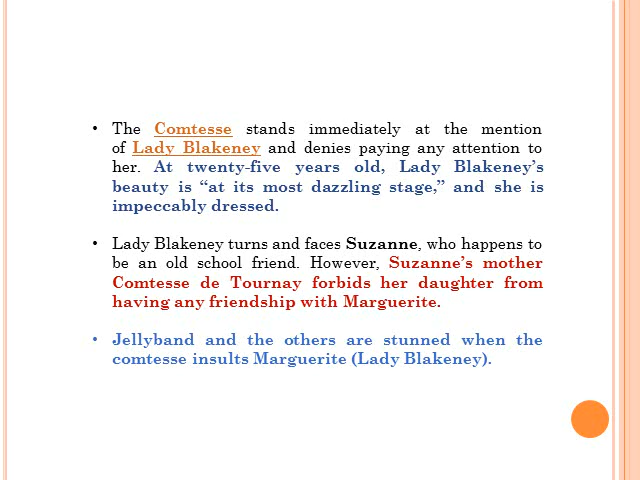 • The Comtesse stands immediately at the mention
of Lady Blakeney and denies paying any attention to
her. At twenty-five years old, Lady Blakeney’s
beauty is “at its most dazzling stage,” and she is
impeccably dressed.
• Lady Blakeney turns and faces Suzanne, who happens to
be an old school friend. However, Suzanne’s mother
Comtesse de Tournay forbids her daughter from
having any friendship with Marguerite.
• Jellyband and the others are stunned when the
comtesse insults Marguerite (Lady Blakeney).